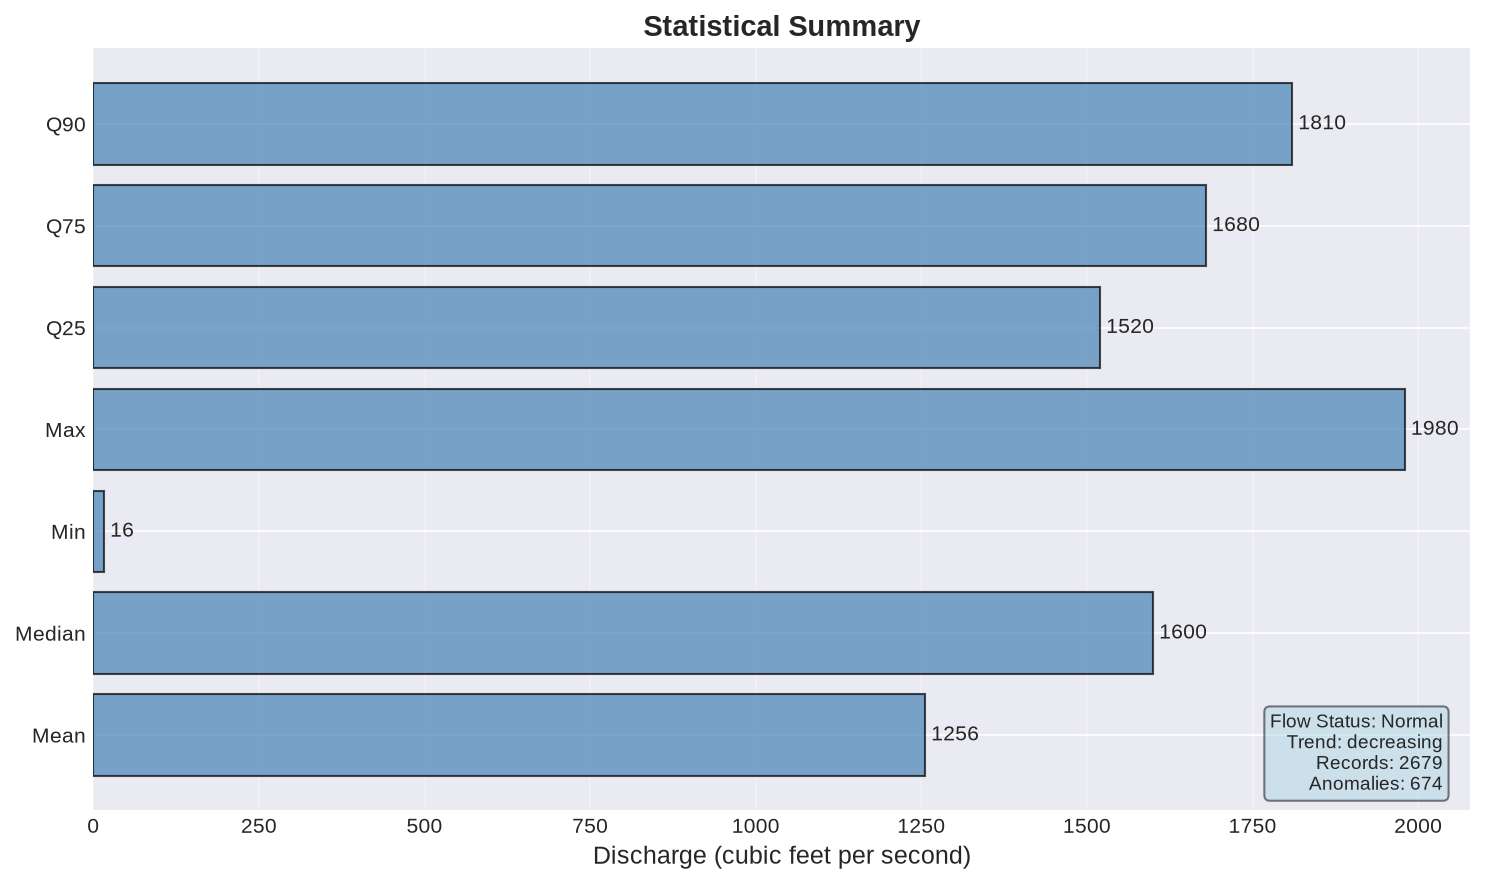 Statistical Summary
Q90
1810
Q75
1680
Q25
1520
Max
1980
Min
16
Median
1600
Mean
1256
Flow Status: Normal
Trend: decreasing
Records: 2679
Anomalies: 674
0 250 500 750 1000 1250 1500 1750 2000
Discharge (cubic feet per second)